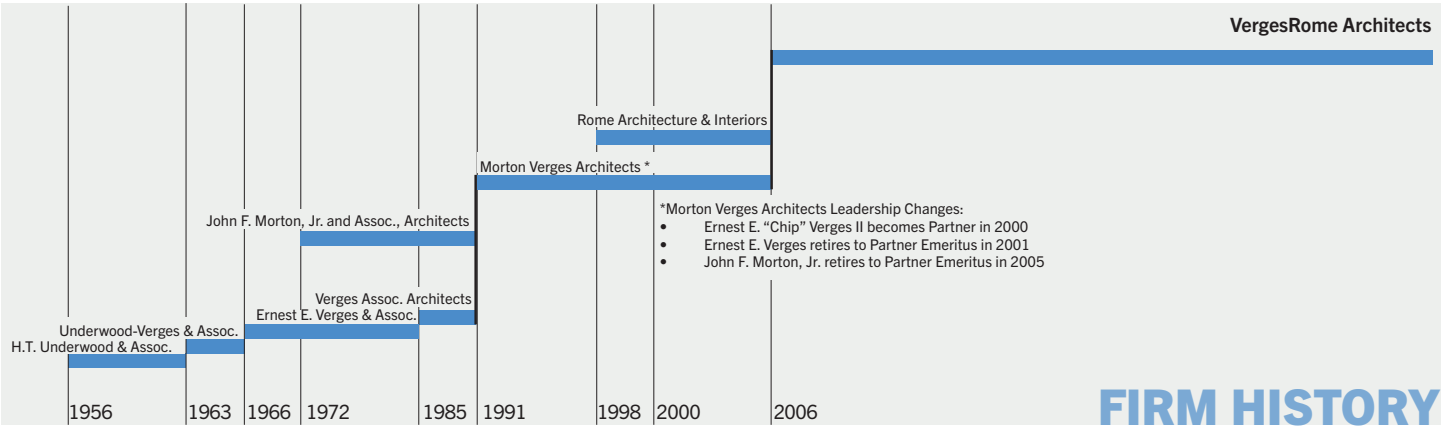 VergesRome Architects
Rome Architecture & Interiors
Morton Verges Architects *
John F. Morton, Jr. and Assoc., Architects
*Morton Verges Architects Leadership Changes:
• Ernest E. “Chip” Verges II becomes Partner in 2000
• Ernest E. Verges retires to Partner Emeritus in 2001
• John F. Morton, Jr. retires to Partner Emeritus in 2005
Verges Assoc. Architects
Ernest E. Verges & Assoc.
Underwood-Verges & Assoc.
H.T. Underwood & Assoc.
1956 1963 1966 1972 1985 1991 1998 2000 2006
FIRM HISTORY